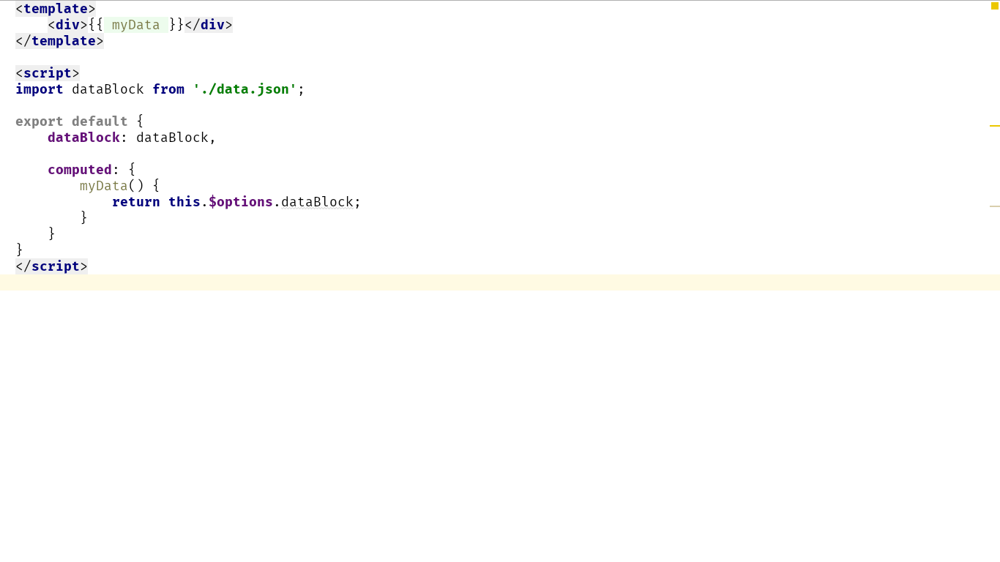 <template>
    <div>{{ myData }}</div>
</template>

<script>
import dataBlock from './data.json';

export default {
    dataBlock: dataBlock,

    computed: {
        myData() {
            return this.$options.dataBlock;
        }
    }
}
</script>